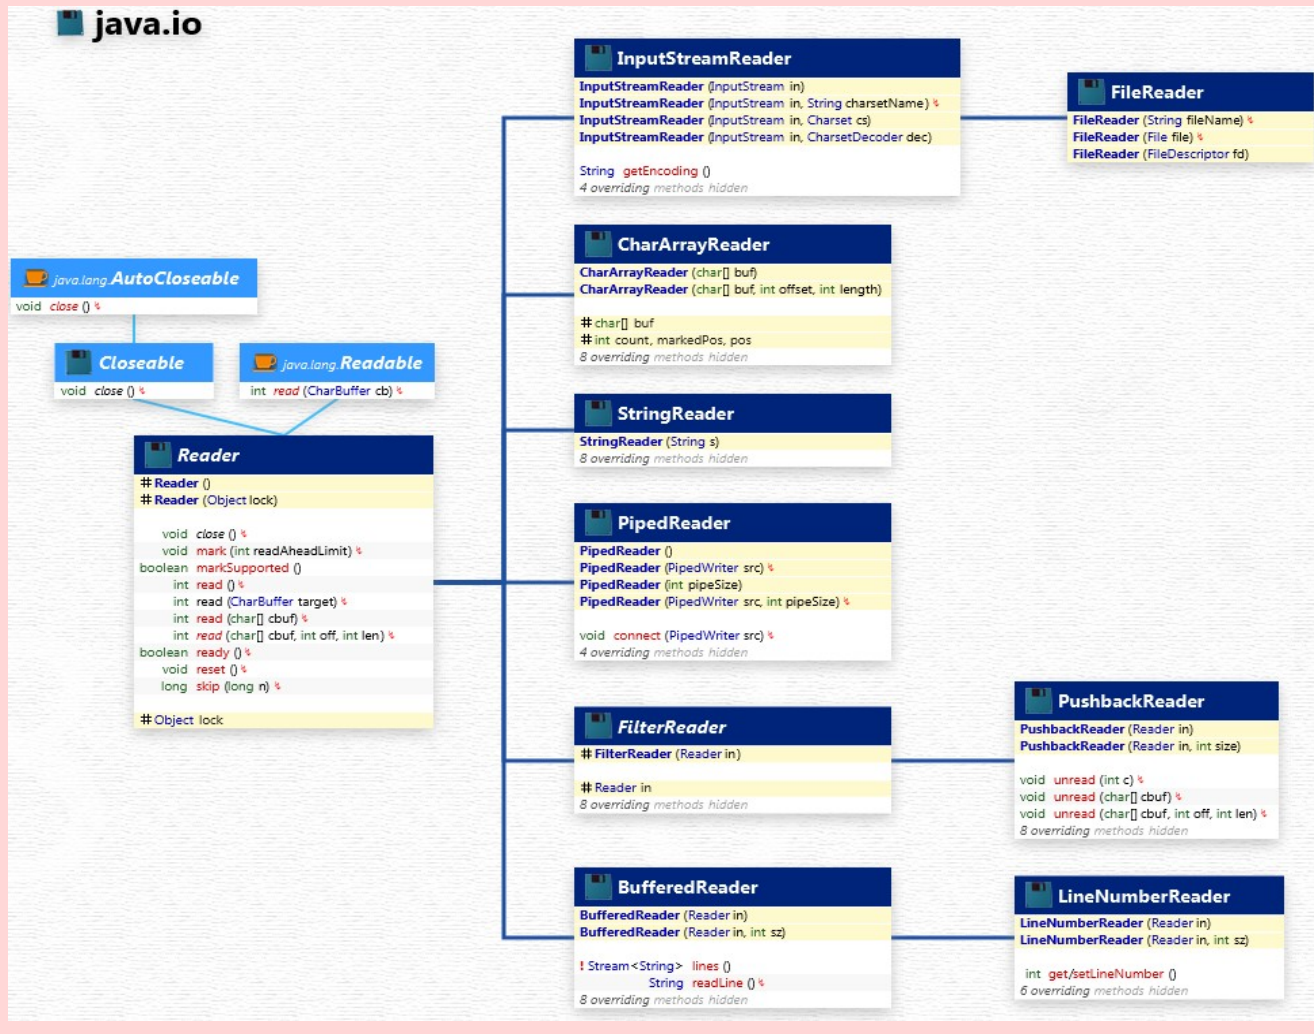 java.io
InputStreamReader
InputStreamReader (InputStream in)
InputStreamReader (InputStream in, String charsetName) ↯
InputStreamReader (InputStream in, Charset cs)
InputStreamReader (InputStream in, CharsetDecoder dec)
String getEncoding ()
4 overriding methods hidden
FileReader
FileReader (String fileName) ↯
FileReader (File file) ↯
FileReader (FileDescriptor fd)
CharArrayReader
CharArrayReader (char[] buf)
CharArrayReader (char[] buf, int offset, int length)
# char[] buf
# int count, markedPos, pos
8 overriding methods hidden
java.lang.AutoCloseable
void close () ↯
Closeable
void close () ↯
java.lang.Readable
int read (CharBuffer cb) ↯
Reader
# Reader ()
# Reader (Object lock)
void close () ↯
void mark (int readAheadLimit) ↯
boolean markSupported ()
int read () ↯
int read (CharBuffer target) ↯
int read (char[] cbuf) ↯
int read (char[] cbuf, int off, int len) ↯
boolean ready () ↯
void reset () ↯
long skip (long n) ↯
# Object lock
StringReader
StringReader (String s)
8 overriding methods hidden
PipedReader
PipedReader ()
PipedReader (PipedWriter src) ↯
PipedReader (int pipeSize)
PipedReader (PipedWriter src, int pipeSize) ↯
void connect (PipedWriter src) ↯
4 overriding methods hidden
FilterReader
# FilterReader (Reader in)
# Reader in
8 overriding methods hidden
PushbackReader
PushbackReader (Reader in)
PushbackReader (Reader in, int size)
void unread (int c) ↯
void unread (char[] cbuf) ↯
void unread (char[] cbuf, int off, int len) ↯
8 overriding methods hidden
BufferedReader
BufferedReader (Reader in)
BufferedReader (Reader in, int sz)
! Stream<String> lines ()
String readLine () ↯
8 overriding methods hidden
LineNumberReader
LineNumberReader (Reader in)
LineNumberReader (Reader in, int sz)
int get/setLineNumber ()
6 overriding methods hidden